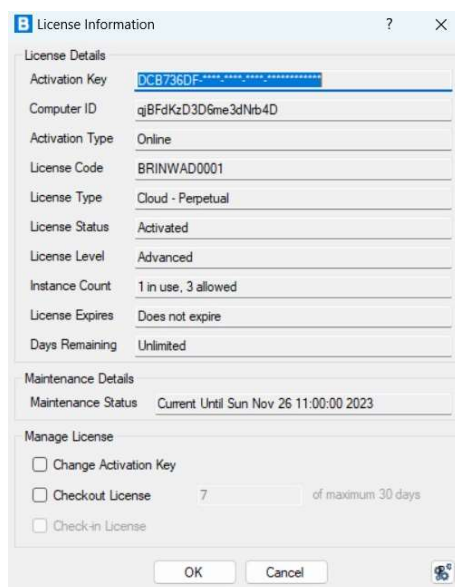 B License Information ? ×
License Details
Activation Key DCB736DF-****-****-****-************
Computer ID qjBFdKzD3D6me3dNrb4D
Activation Type Online
License Code BRINWAD0001
License Type Cloud - Perpetual
License Status Activated
License Level Advanced
Instance Count 1 in use, 3 allowed
License Expires Does not expire
Days Remaining Unlimited
Maintenance Details
Maintenance Status Current Until Sun Nov 26 11:00:00 2023
Manage License
Change Activation Key
Checkout License 7 of maximum 30 days
Check-in License
OK Cancel